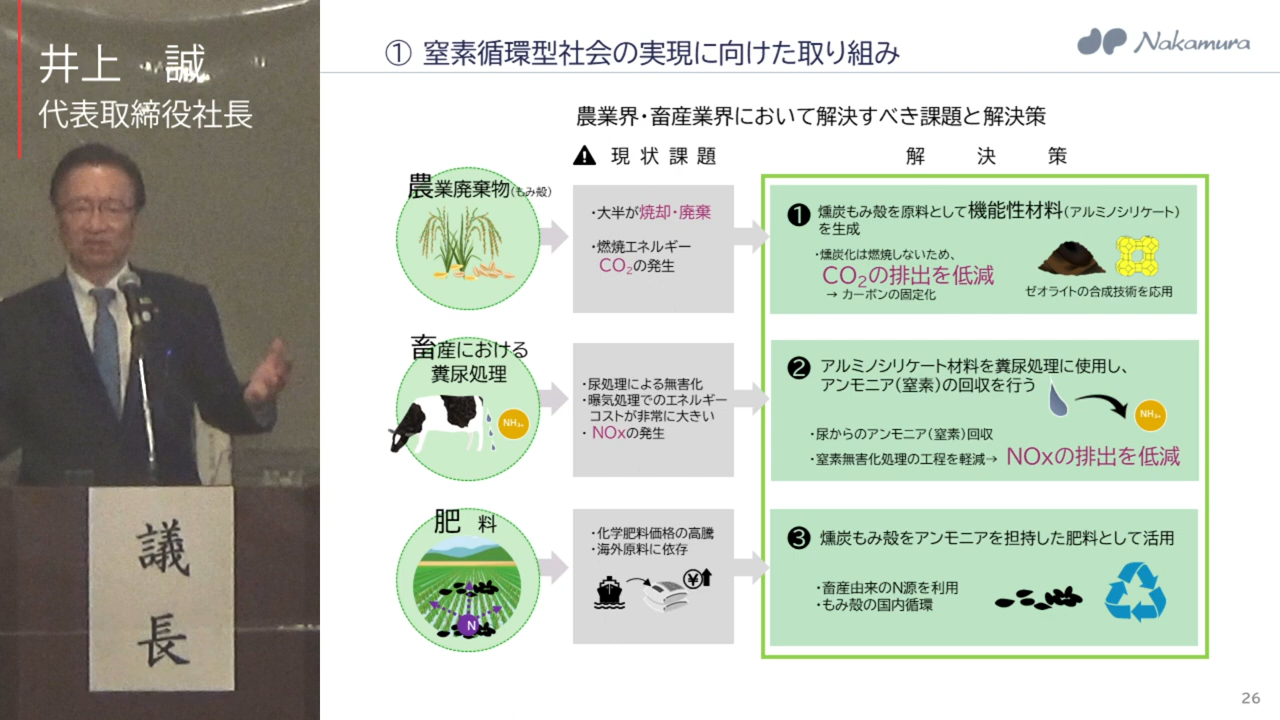 井上 誠
代表取締役社長
議長
① 窒素循環型社会の実現に向けた取り組み
Nakamura
農業界・畜産業界において解決すべき課題と解決策
現状課題
解決策
農業廃棄物(もみ殻)
・大半が焼却・廃棄
・燃焼エネルギー
CO₂の発生
❶ 燻炭もみ殻を原料として機能性材料(アルミノシリケート)
を生成
・燻炭化は燃焼しないため、
CO₂の排出を低減
→ カーボンの固定化
ゼオライトの合成技術を応用
畜産における
糞尿処理
NH₃₊
・尿処理による無害化
・曝気処理でのエネルギー
コストが非常に大きい
・NOxの発生
❷ アルミノシリケート材料を糞尿処理に使用し、
アンモニア(窒素)の回収を行う
NH₃₊
・尿からのアンモニア(窒素)回収
・窒素無害化処理の工程を軽減→ NOxの排出を低減
肥料
N
・化学肥料価格の高騰
・海外原料に依存
¥
❸ 燻炭もみ殻をアンモニアを担持した肥料として活用
・畜産由来のN源を利用
・もみ殻の国内循環
26